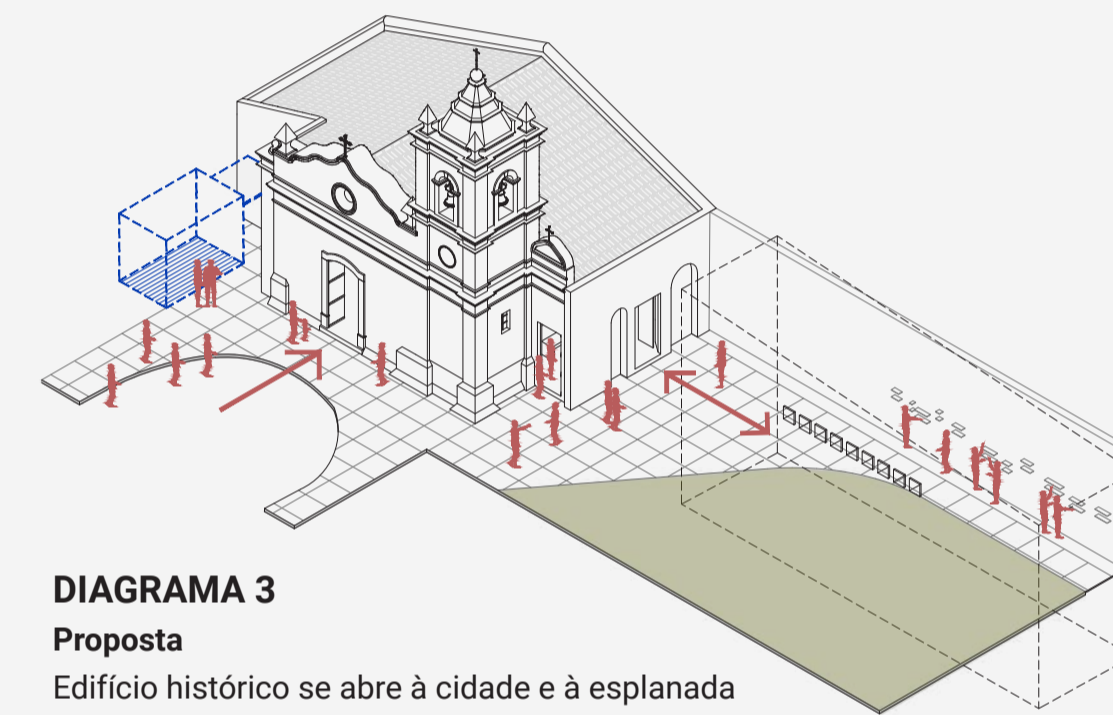 DIAGRAMA 3
Proposta
Edifício histórico se abre à cidade e à esplanada